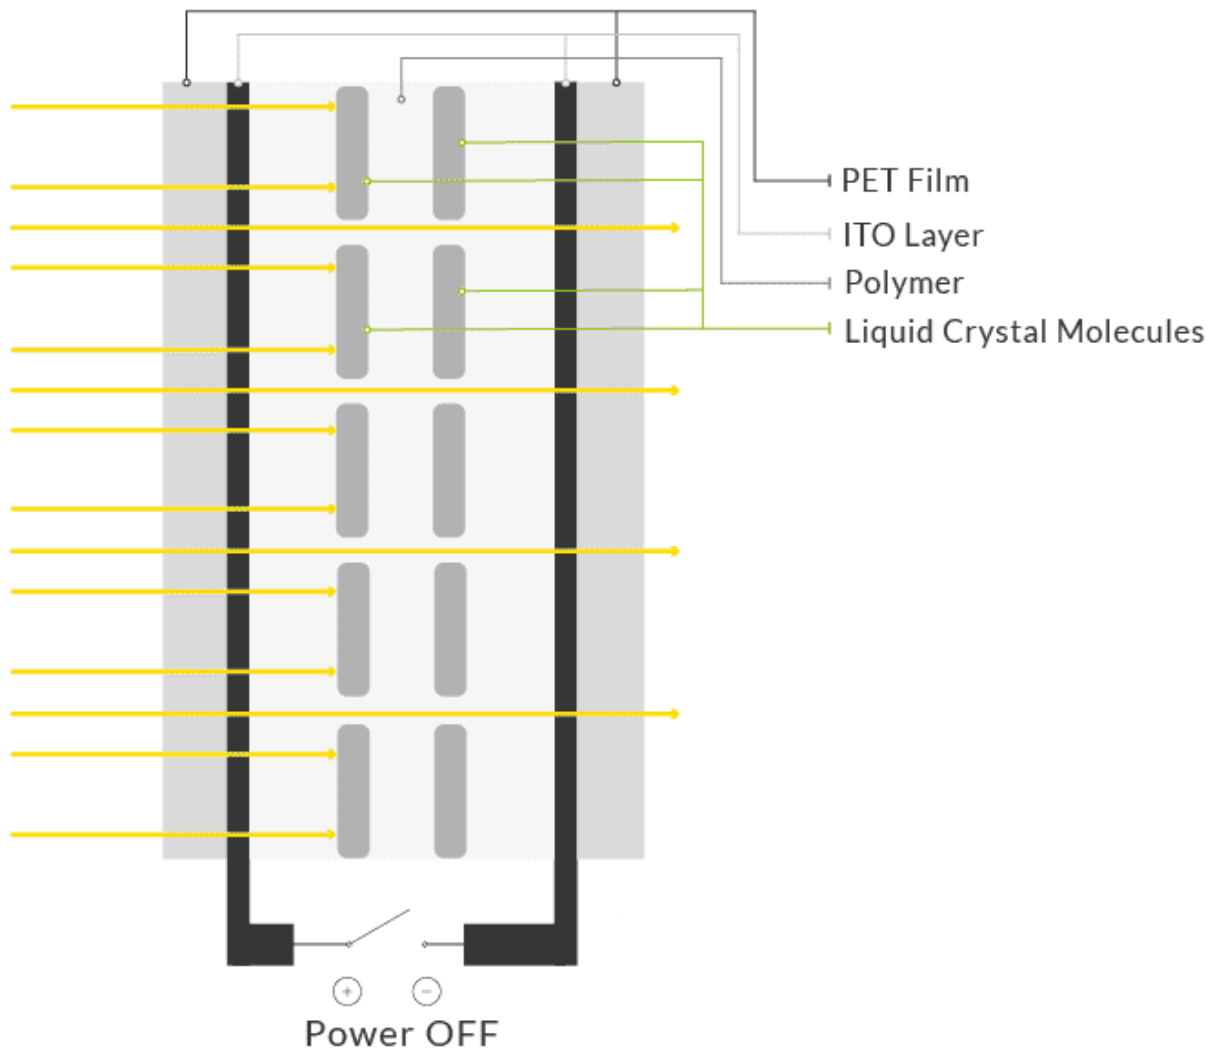 PET Film
ITO Layer
Polymer
Liquid Crystal Molecules
+ −
Power OFF